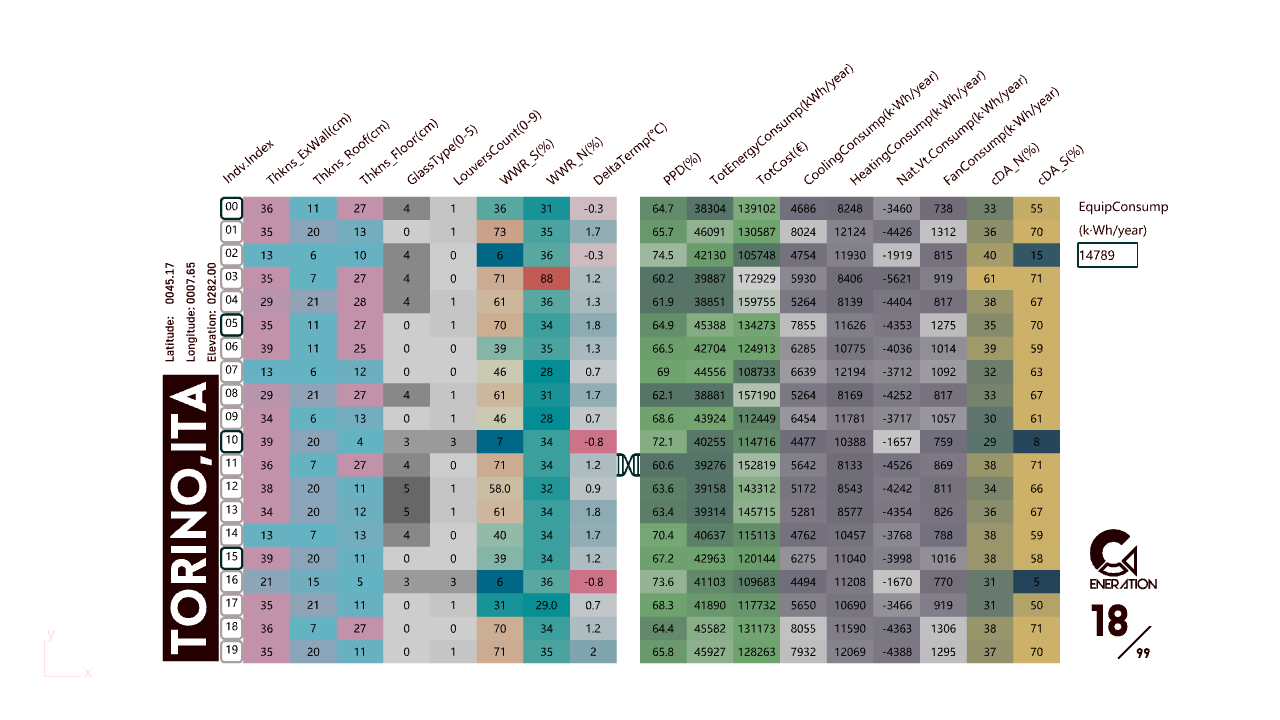 Indv.Index Thkns_ExWall(cm) Thkns_Roof(cm) Thkns_Floor(cm) GlassType(0-5) LouversCount(0-9) WWR_S(%) WWR_N(%) DeltaTermp(°C) PPD(%) TotEnergyConsump(kWh/year) TotCost(€) CoolingConsump(k·Wh/year) HeatingConsump(k·Wh/year) Nat.Vt.Consump(k·Wh/year) FanConsump(k·Wh/year) cDA_N(%) cDA_S(%)
00 36 11 27 4 1 36 31 -0.3 64.7 38304 139102 4686 8248 -3460 738 33 55
01 35 20 13 0 1 73 35 1.7 65.7 46091 130587 8024 12124 -4426 1312 36 70
02 13 6 10 4 0 6 36 -0.3 74.5 42130 105748 4754 11930 -1919 815 40 15
03 35 7 27 4 0 71 88 1.2 60.2 39887 172929 5930 8406 -5621 919 61 71
04 29 21 28 4 1 61 36 1.3 61.9 38851 159755 5264 8139 -4404 817 38 67
05 35 11 27 0 1 70 34 1.8 64.9 45388 134273 7855 11626 -4353 1275 35 70
06 39 11 25 0 0 39 35 1.3 66.5 42704 124913 6285 10775 -4036 1014 39 59
07 13 6 12 0 0 46 28 0.7 69 44556 108733 6639 12194 -3712 1092 32 63
08 29 21 27 4 1 61 31 1.7 62.1 38881 157190 5264 8169 -4252 817 33 67
09 34 6 13 0 1 46 28 0.7 68.6 43924 112449 6454 11781 -3717 1057 30 61
10 39 20 4 3 3 7 34 -0.8 72.1 40255 114716 4477 10388 -1657 759 29 8
11 36 7 27 4 0 71 34 1.2 60.6 39276 152819 5642 8133 -4526 869 38 71
12 38 20 11 5 1 58.0 32 0.9 63.6 39158 143312 5172 8543 -4242 811 34 66
13 34 20 12 5 1 61 34 1.8 63.4 39314 145715 5281 8577 -4354 826 36 67
14 13 7 13 4 0 40 34 1.7 70.4 40637 115113 4762 10457 -3768 788 38 59
15 39 20 11 0 0 39 34 1.2 67.2 42963 120144 6275 11040 -3998 1016 38 58
16 21 15 5 3 3 6 36 -0.8 73.6 41103 109683 4494 11208 -1670 770 31 5
17 35 21 11 0 1 31 29.0 0.7 68.3 41890 117732 5650 10690 -3466 919 31 50
18 36 7 27 0 0 70 34 1.2 64.4 45582 131173 8055 11590 -4363 1306 38 71
19 35 20 11 0 1 71 35 2 65.8 45927 128263 7932 12069 -4388 1295 37 70
Latitude: 0045.17
Longitude: 0007.65
Elevation: 0282.00
TORINO,ITA
EquipConsump
(k·Wh/year)
14789
ENERATION
18/99
y
x